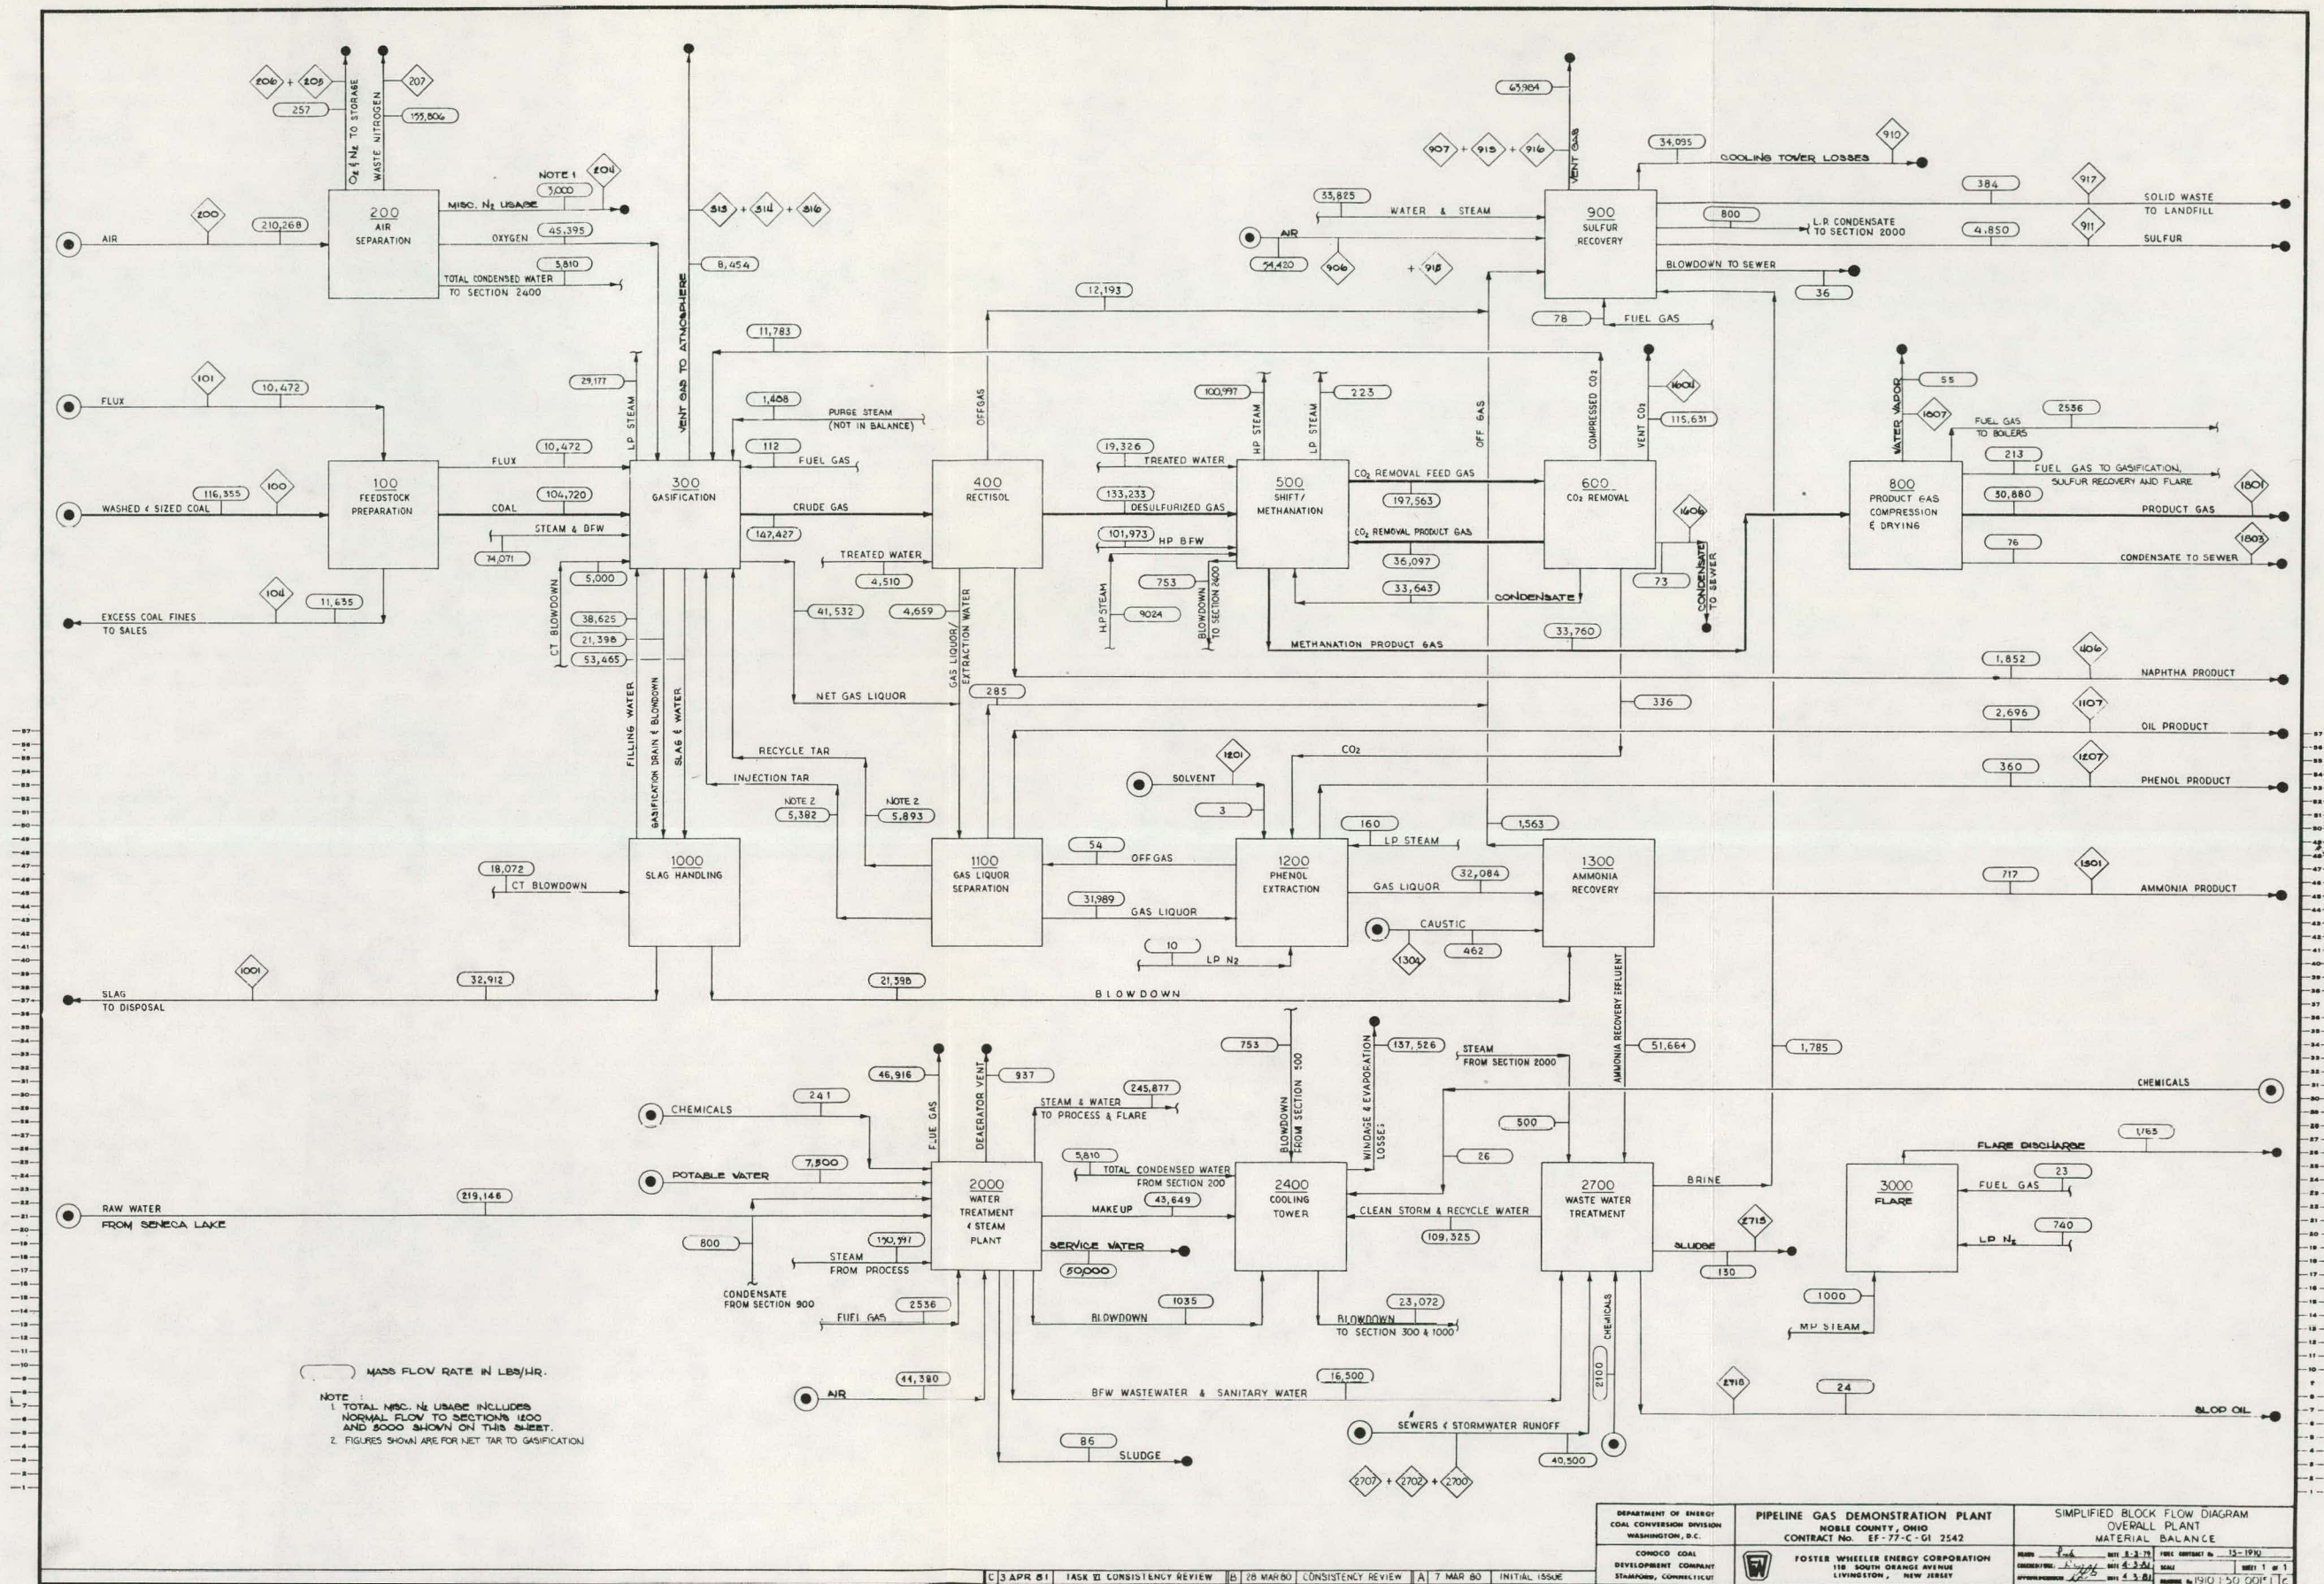 206 + 205
257
O2 & N2 TO STORAGE
WASTE NITROGEN
207
155,806
NOTE 1
3,000
204
MISC. N2 USAGE
200
AIR
SEPARATION
AIR
200
210,268
OXYGEN
45,395
5,810
TOTAL CONDENSED WATER
TO SECTION 2400
313 + 314 + 316
8,454
VENT GAS TO ATMOSPHERE
63,984
907 + 915 + 916
VENT GAS
34,095
COOLING TOWER LOSSES
910
33,825
WATER & STEAM
AIR
54,420
906
+ 915
900
SULFUR
RECOVERY
384
917
SOLID WASTE
TO LANDFILL
800
L.P. CONDENSATE
TO SECTION 2000
4,850
911
SULFUR
BLOWDOWN TO SEWER
36
78
FUEL GAS
12,193
11,783
FLUX
101
10,472
29,177
LP STEAM
1,408
PURGE STEAM
(NOT IN BALANCE)
112
FUEL GAS
OFFGAS
100,997
HP STEAM
LP STEAM
223
OFF GAS
COMPRESSED CO2
VENT CO2
1604
115,631
WATER VAPOR
55
1807
2536
FUEL GAS
TO BOILERS
213
FUEL GAS TO GASIFICATION,
SULFUR RECOVERY AND FLARE
30,880
1801
PRODUCT GAS
76
1803
CONDENSATE TO SEWER
WASHED & SIZED COAL
116,355
100
100
FEEDSTOCK
PREPARATION
FLUX
10,472
COAL
104,720
STEAM & BFW
74,071
5,000
CT BLOWDOWN
300
GASIFICATION
CRUDE GAS
147,427
400
RECTISOL
TREATED WATER
4,510
19,326
TREATED WATER
133,233
DESULFURIZED GAS
101,973
HP BFW
500
SHIFT/
METHANATION
CO2 REMOVAL FEED GAS
197,563
CO2 REMOVAL PRODUCT GAS
36,097
33,643
CONDENSATE
600
CO2 REMOVAL
1606
73
CONDENSATE
TO SEWER
800
PRODUCT GAS
COMPRESSION
& DRYING
EXCESS COAL FINES
TO SALES
104
11,635
38,625
21,398
53,465
FILLING WATER
GASIFICATION DRAIN & BLOWDOWN
SLAG & WATER
41,532
4,659
GAS LIQUOR/
EXTRACTION WATER
H.P. STEAM
9024
753
BLOWDOWN
TO SECTION 2400
33,760
METHANATION PRODUCT GAS
1,852
406
NAPHTHA PRODUCT
NET GAS LIQUOR
285
336
2,696
1107
OIL PRODUCT
RECYCLE TAR
INJECTION TAR
NOTE 2
5,382
NOTE 2
5,893
SOLVENT
1201
3
CO2
360
1207
PHENOL PRODUCT
160
LP STEAM
1,563
18,072
CT BLOWDOWN
1000
SLAG HANDLING
1100
GAS LIQUOR
SEPARATION
54
OFFGAS
31,989
GAS LIQUOR
1200
PHENOL
EXTRACTION
32,084
GAS LIQUOR
1300
AMMONIA
RECOVERY
717
1301
AMMONIA PRODUCT
CAUSTIC
1304
462
10
LP N2
SLAG
TO DISPOSAL
1001
32,912
21,398
BLOWDOWN
AMMONIA RECOVERY EFFLUENT
51,664
1,785
46,916
FLUE GAS
DEAERATOR VENT
937
245,877
STEAM & WATER
TO PROCESS & FLARE
753
BLOWDOWN
FROM SECTION 500
137,526
WINDAGE & EVAPORATION
LOSSES
STEAM
FROM SECTION 2000
500
CHEMICALS
CHEMICALS
241
POTABLE WATER
7,500
RAW WATER
FROM SENECA LAKE
219,146
800
CONDENSATE
FROM SECTION 900
STEAM
FROM PROCESS
2536
FUEL GAS
2000
WATER
TREATMENT
& STEAM
PLANT
5,810
TOTAL CONDENSED WATER
FROM SECTION 200
MAKEUP
43,649
SERVICE WATER
50,000
2400
COOLING
TOWER
26
CLEAN STORM & RECYCLE WATER
109,325
2700
WASTE WATER
TREATMENT
BRINE
SLUDGE
2715
130
FLARE DISCHARGE
1,763
3000
FLARE
23
FUEL GAS
740
LP N2
1000
MP STEAM
BLOWDOWN
1035
23,072
BLOWDOWN
TO SECTION 300 & 1000
AIR
44,380
BFW WASTEWATER & SANITARY WATER
16,500
CHEMICALS
2100
SEWERS & STORMWATER RUNOFF
40,500
2707 + 2702 + 2700
86
SLUDGE
2718
24
SLOP OIL
MASS FLOW RATE IN LBS/HR.
NOTE :
1. TOTAL MISC. N2 USAGE INCLUDES
NORMAL FLOW TO SECTIONS 1200
AND 3000 SHOWN ON THIS SHEET.
2. FIGURES SHOWN ARE FOR NET TAR TO GASIFICATION
C 3 APR 81 TASK VI CONSISTENCY REVIEW B 28 MAR 80 CONSISTENCY REVIEW A 7 MAR 80 INITIAL ISSUE
DEPARTMENT OF ENERGY
COAL CONVERSION DIVISION
WASHINGTON, D.C.
CONOCO COAL
DEVELOPMENT COMPANY
STAMFORD, CONNECTICUT
PIPELINE GAS DEMONSTRATION PLANT
NOBLE COUNTY, OHIO
CONTRACT No. EF-77-C-01 2542
FOSTER WHEELER ENERGY CORPORATION
110 SOUTH ORANGE AVENUE
LIVINGSTON, NEW JERSEY
SIMPLIFIED BLOCK FLOW DIAGRAM
OVERALL PLANT
MATERIAL BALANCE
15-1910
SHEET 1 of 1